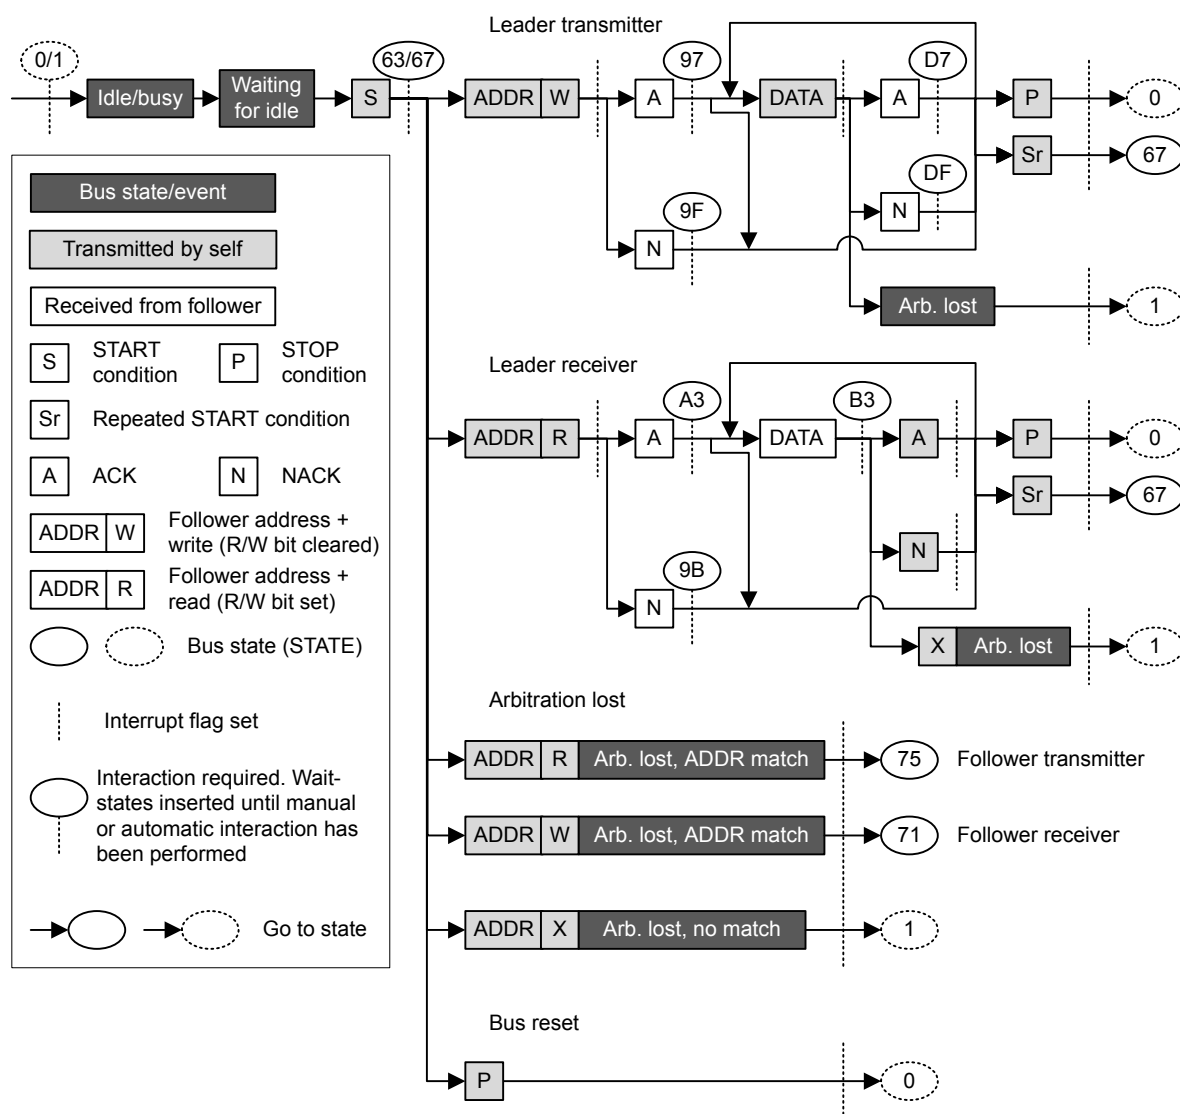 Leader transmitter
0/1
63/67
97
D7
Idle/busy
Waiting
for idle
S
ADDR W
A
DATA
A
P
0
Sr
67
DF
N
9F
N
Arb. lost
1
Bus state/event
Transmitted by self
Received from follower
S
START
condition
P
STOP
condition
Sr
Repeated START condition
A
ACK
N
NACK
ADDR W
Follower address +
write (R/W bit cleared)
ADDR R
Follower address +
read (R/W bit set)
Bus state (STATE)
Interrupt flag set
Interaction required. Wait-
states inserted until manual
or automatic interaction has
been performed
Go to state
Leader receiver
A3
B3
ADDR R
A
DATA
A
P
0
Sr
67
N
9B
N
X Arb. lost
1
Arbitration lost
ADDR R Arb. lost, ADDR match
75
Follower transmitter
ADDR W Arb. lost, ADDR match
71
Follower receiver
ADDR X Arb. lost, no match
1
Bus reset
P
0